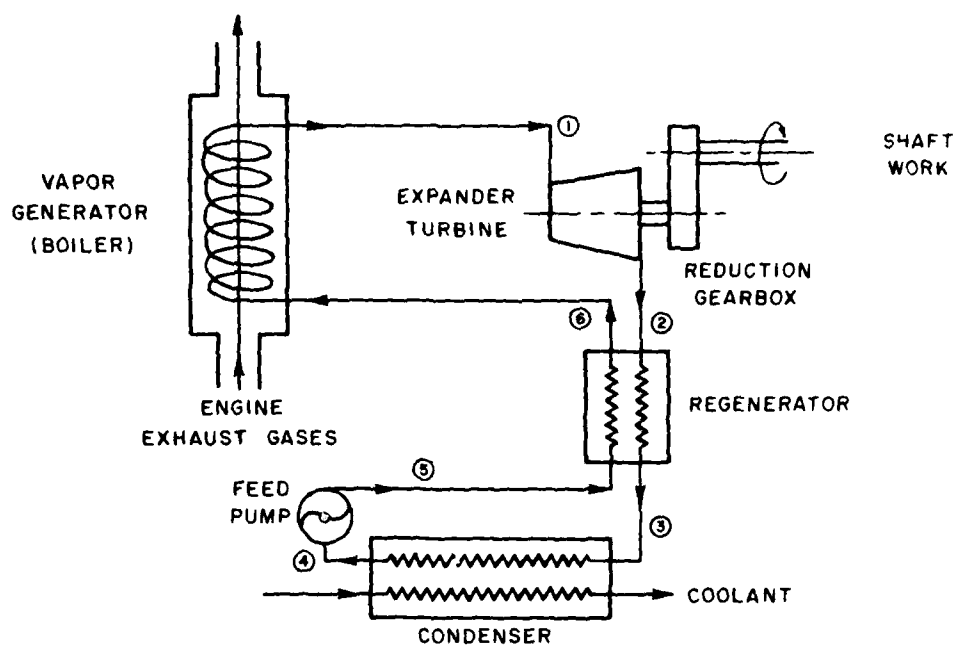 ①
SHAFT
WORK
VAPOR
GENERATOR
(BOILER)
EXPANDER
TURBINE
REDUCTION
GEARBOX
⑥
②
ENGINE
EXHAUST GASES
REGENERATOR
⑤
FEED
PUMP
③
④
COOLANT
CONDENSER